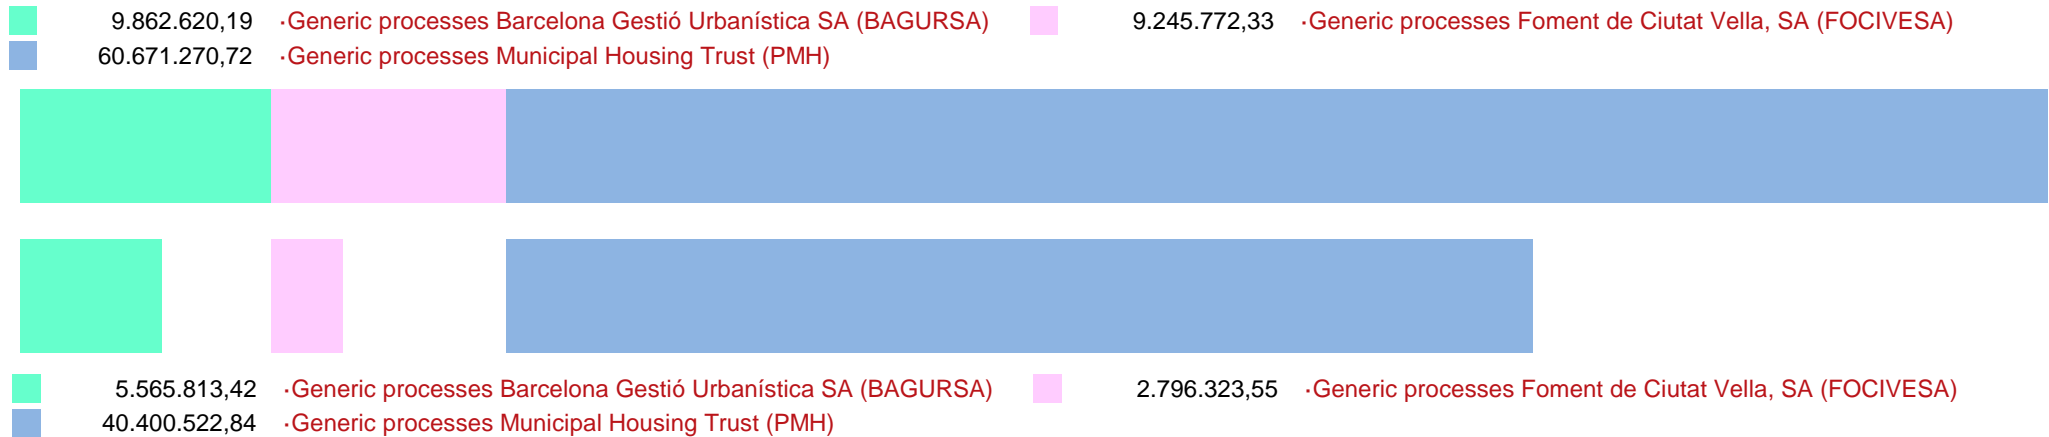 9.862.620,19 ·Generic processes Barcelona Gestió Urbanística SA (BAGURSA) 9.245.772,33 ·Generic processes Foment de Ciutat Vella, SA (FOCIVESA)
60.671.270,72 ·Generic processes Municipal Housing Trust (PMH)
5.565.813,42 ·Generic processes Barcelona Gestió Urbanística SA (BAGURSA) 2.796.323,55 ·Generic processes Foment de Ciutat Vella, SA (FOCIVESA)
40.400.522,84 ·Generic processes Municipal Housing Trust (PMH)